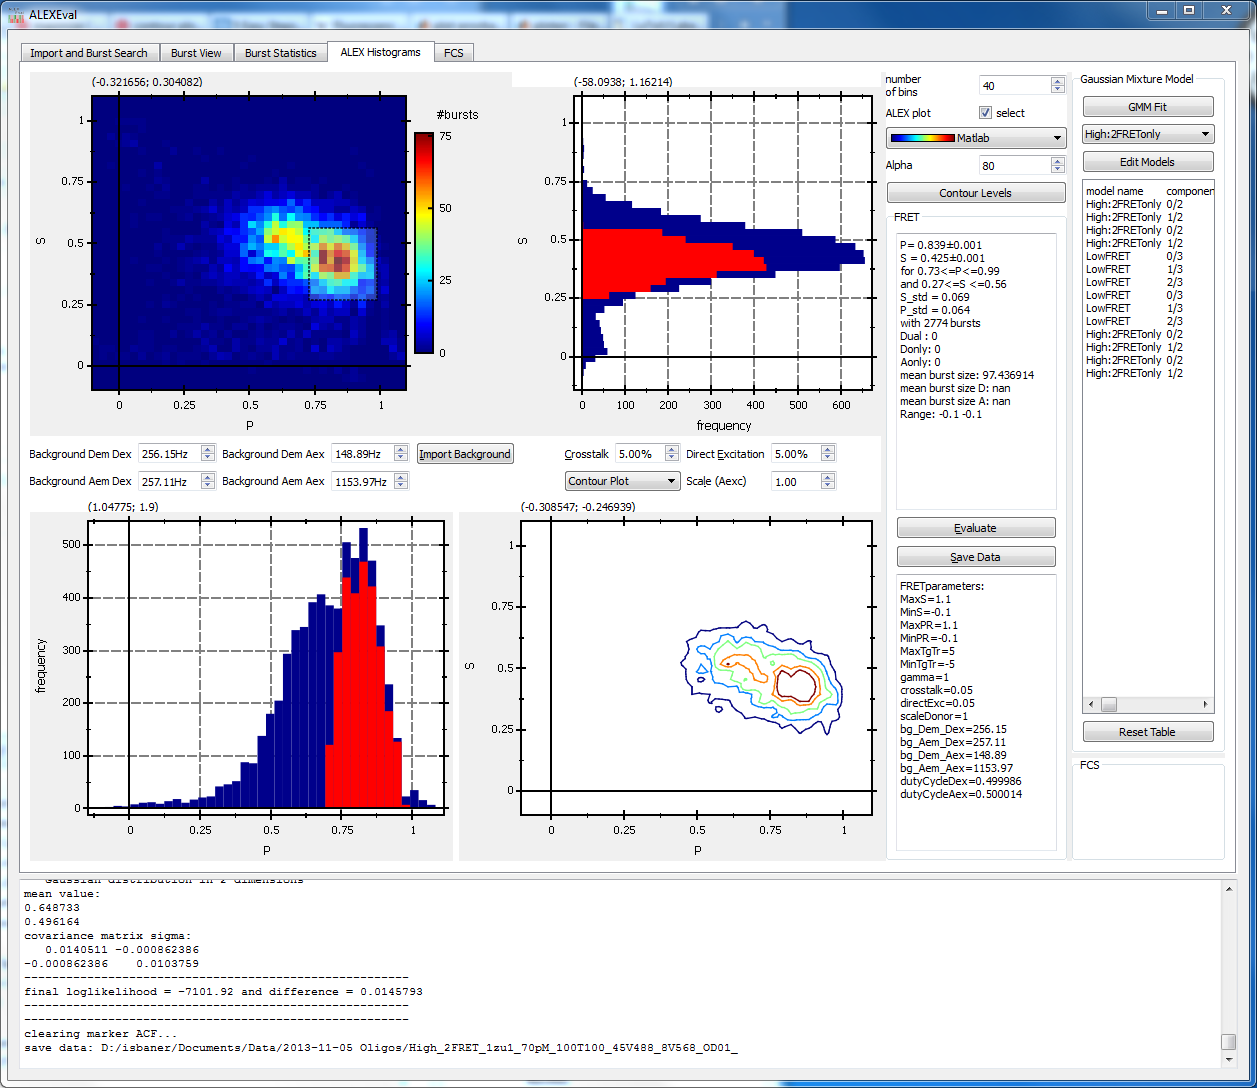 ALEXEval
Import and Burst Search
Burst View
Burst Statistics
ALEX Histograms
FCS
(-0.321656; 0.304082)
#bursts
75
50
25
0
1
0.75
0.5
0.25
0
S
0
0.25
0.5
0.75
1
P
(-58.0938; 1.16214)
1
0.75
0.5
0.25
0
S
0
100
200
300
400
500
600
frequency
number
of bins
40
ALEX plot
select
Matlab
Alpha
80
Contour Levels
FRET
P= 0.839±0.001
S = 0.425±0.001
for 0.73<=P<=0.99
and 0.27<=S <=0.56
S_std = 0.069
P_std = 0.064
with 2774 bursts
Dual : 0
Donly: 0
Aonly: 0
mean burst size: 97.436914
mean burst size D: nan
mean burst size A: nan
Range: -0.1 -0.1
Evaluate
Save Data
FRETparameters:
MaxS=1.1
MinS=-0.1
MaxPR=1.1
MinPR=-0.1
MaxTgTr=5
MinTgTr=-5
gamma=1
crosstalk=0.05
directExc=0.05
scaleDonor=1
bg_Dem_Dex=256.15
bg_Aem_Dex=257.11
bg_Dem_Aex=148.89
bg_Aem_Aex=1153.97
dutyCycleDex=0.499986
dutyCycleAex=0.500014
Gaussian Mixture Model
GMM Fit
High:2FRETonly
Edit Models
model name componen
High:2FRETonly 0/2
High:2FRETonly 1/2
High:2FRETonly 0/2
High:2FRETonly 1/2
LowFRET 0/3
LowFRET 1/3
LowFRET 2/3
LowFRET 0/3
LowFRET 1/3
LowFRET 2/3
High:2FRETonly 0/2
High:2FRETonly 1/2
High:2FRETonly 0/2
High:2FRETonly 1/2
Reset Table
FCS
Background Dem Dex 256.15Hz Background Dem Aex 148.89Hz Import Background
Crosstalk 5.00% Direct Excitation 5.00%
Background Aem Dex 257.11Hz Background Aem Aex 1153.97Hz
Contour Plot Scale (Aexc) 1.00
(1.04775; 1.9)
500
400
300
200
100
0
frequency
0
0.25
0.5
0.75
1
P
(-0.308547; -0.246939)
1
0.75
0.5
0.25
0
S
0
0.25
0.5
0.75
1
P
Gaussian distribution in 2 dimensions
mean value:
0.648733
0.496164
covariance matrix sigma:
0.0140511 -0.000862386
-0.000862386 0.0103759
-------------------------------------------------------
final loglikelihood = -7101.92 and difference = 0.0145793
-------------------------------------------------------
-------------------------------------------------------
clearing marker ACF...
save data: D:/isbaner/Documents/Data/2013-11-05 Oligos/High_2FRET_1zu1_70pM_100T100_45V488_8V568_OD01_